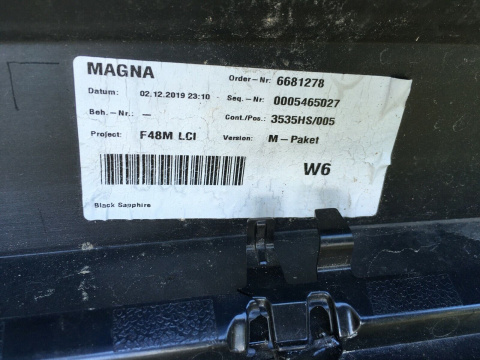 MAGNA Order-Nr: 6681278
Datum: 02.12.2019 23:10 Seq.-Nr: 0005465027
Beh.-Nr.: — Cont./Pos.: 3535HS/005
Project: F48M LCI Version: M-Paket
W6
Black Sapphire